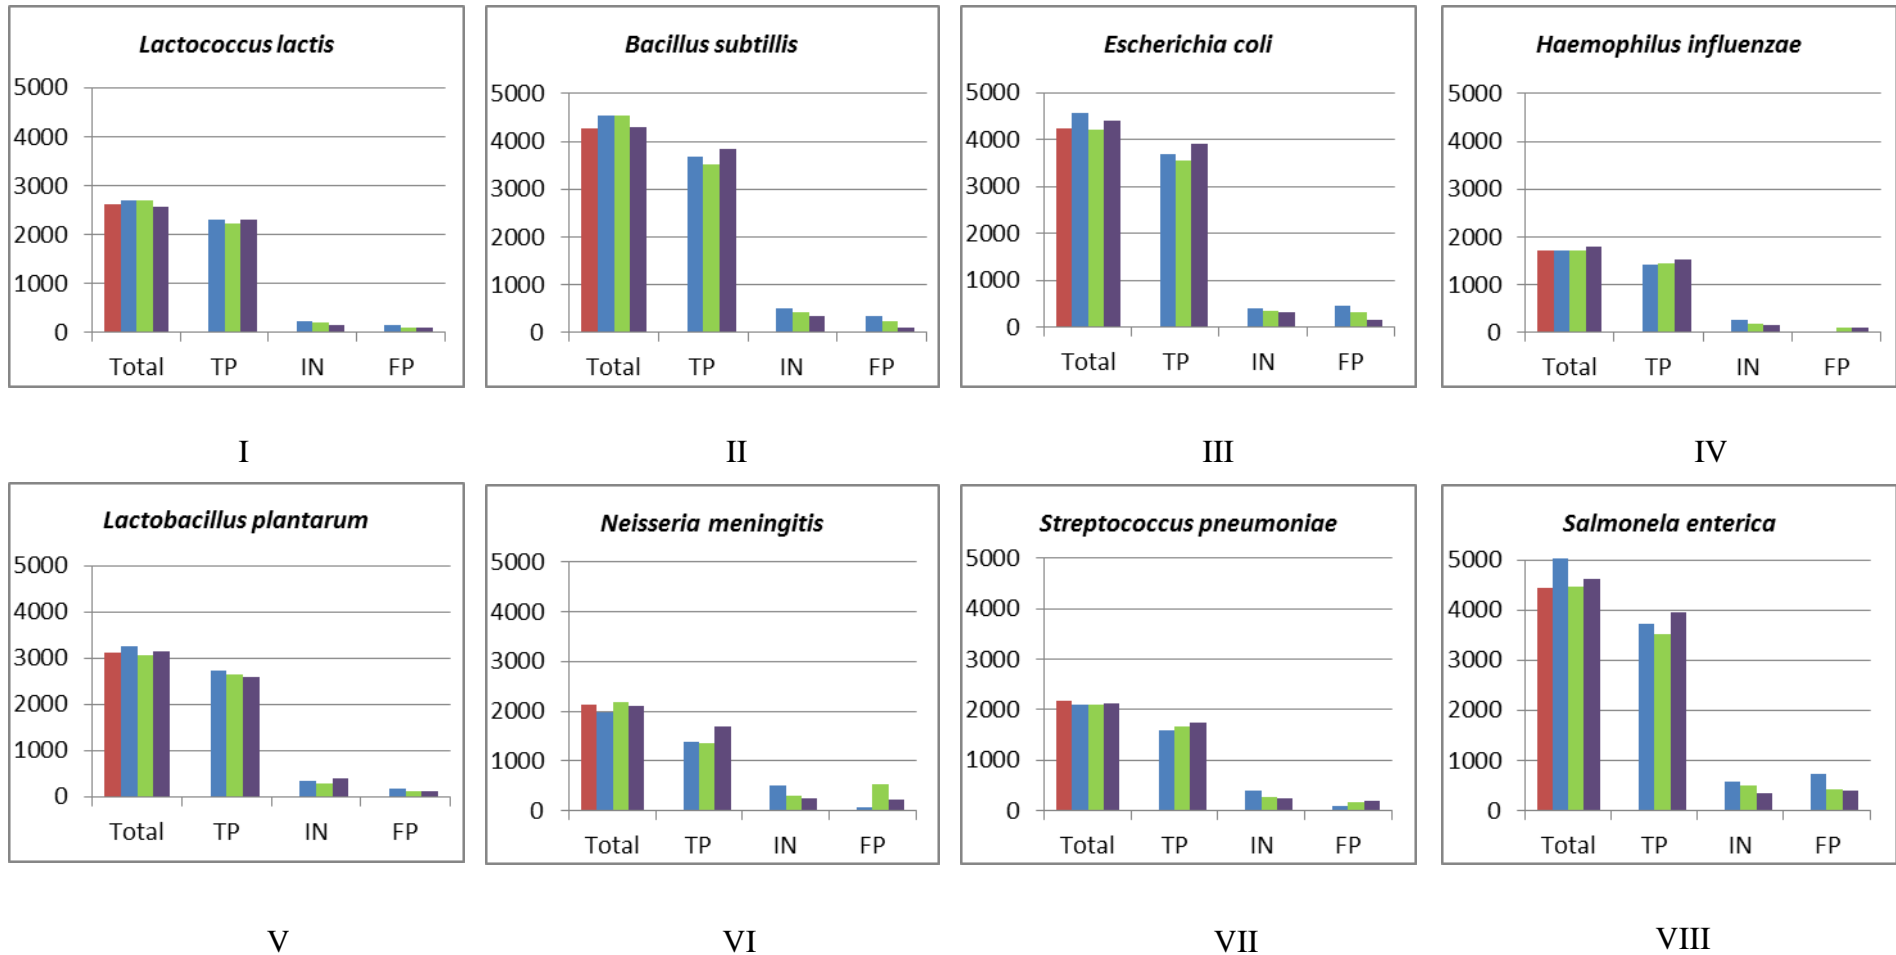 Lactococcus lactis
5000
4000
3000
2000
1000
0
Total TP IN FP
I
Bacillus subtillis
5000
4000
3000
2000
1000
0
Total TP IN FP
II
Escherichia coli
5000
4000
3000
2000
1000
0
Total TP IN FP
III
Haemophilus influenzae
5000
4000
3000
2000
1000
0
Total TP IN FP
IV
Lactobacillus plantarum
5000
4000
3000
2000
1000
0
Total TP IN FP
V
Neisseria meningitis
5000
4000
3000
2000
1000
0
Total TP IN FP
VI
Streptococcus pneumoniae
5000
4000
3000
2000
1000
0
Total TP IN FP
VII
Salmonela enterica
5000
4000
3000
2000
1000
0
Total TP IN FP
VIII